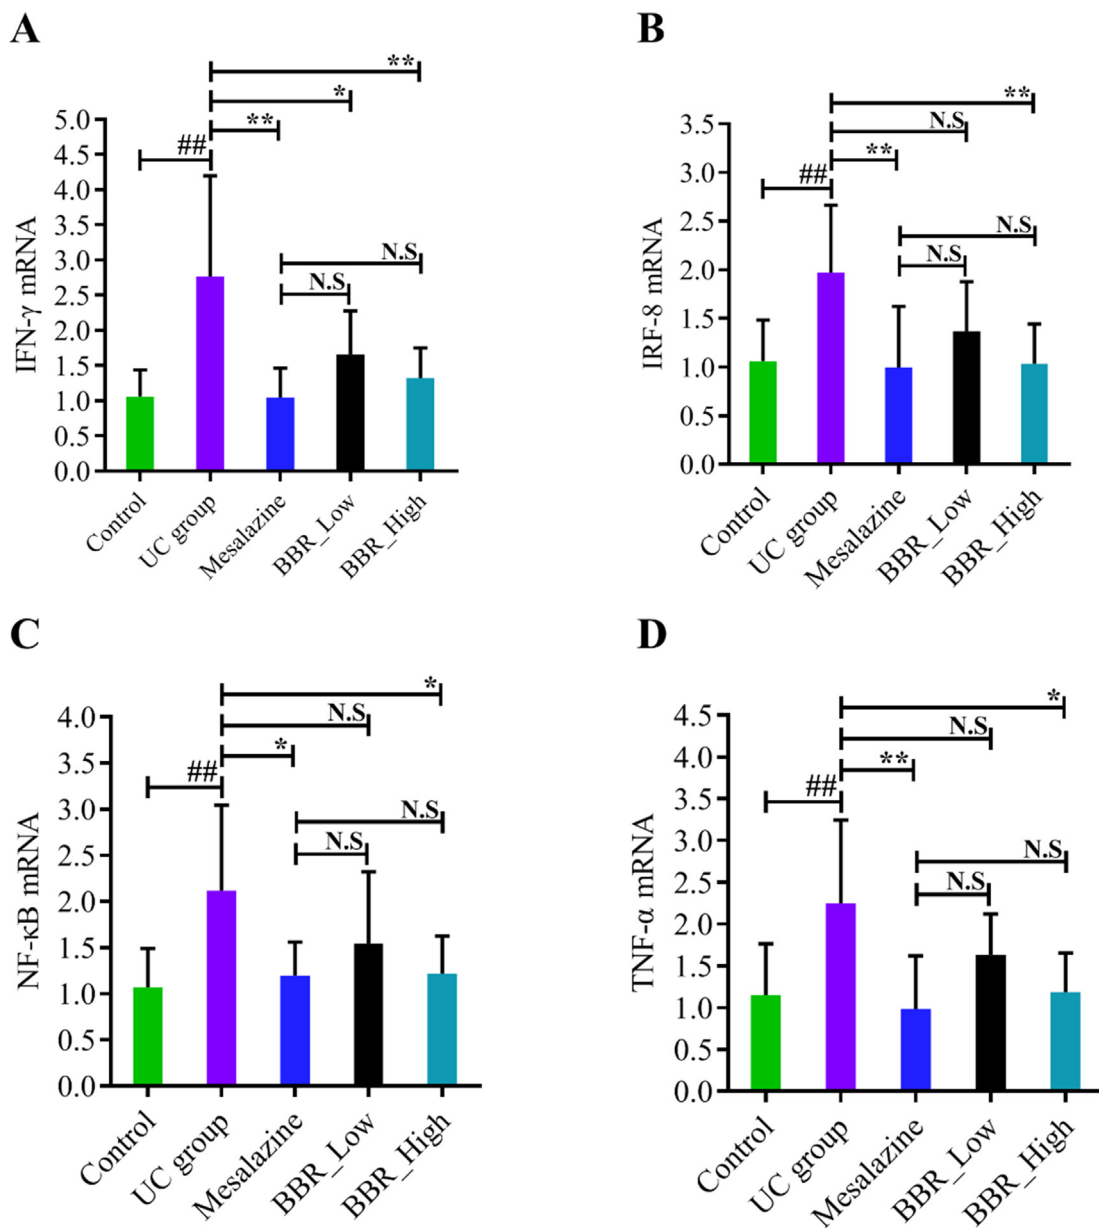 A
**
*
**
##
5.0
4.5
4.0
3.5
3.0
2.5
2.0
1.5
1.0
0.5
0.0
IFN-γ mRNA
N.S
N.S
Control
UC group
Mesalazine
BBR_Low
BBR_High
B
**
N.S
**
##
3.5
3.0
2.5
2.0
1.5
1.0
0.5
0.0
IRF-8 mRNA
N.S
N.S
Control
UC group
Mesalazine
BBR_Low
BBR_High
C
*
N.S
*
##
4.0
3.5
3.0
2.5
2.0
1.5
1.0
0.5
0.0
NF-κB mRNA
N.S
N.S
Control
UC group
Mesalazine
BBR_Low
BBR_High
D
*
N.S
**
##
4.5
4.0
3.5
3.0
2.5
2.0
1.5
1.0
0.5
0.0
TNF-α mRNA
N.S
N.S
Control
UC group
Mesalazine
BBR_Low
BBR_High